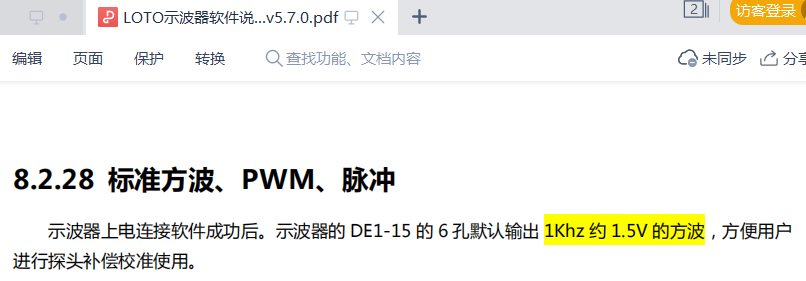 LOTO示波器软件说...v5.7.0.pdf
2
访客登录
编辑 页面 保护 转换 查找功能、文档内容 未同步 分享
8.2.28 标准方波、PWM、脉冲
示波器上电连接软件成功后。示波器的 DE1-15 的 6 孔默认输出 1Khz 约 1.5V 的方波，方便用户
进行探头补偿校准使用。